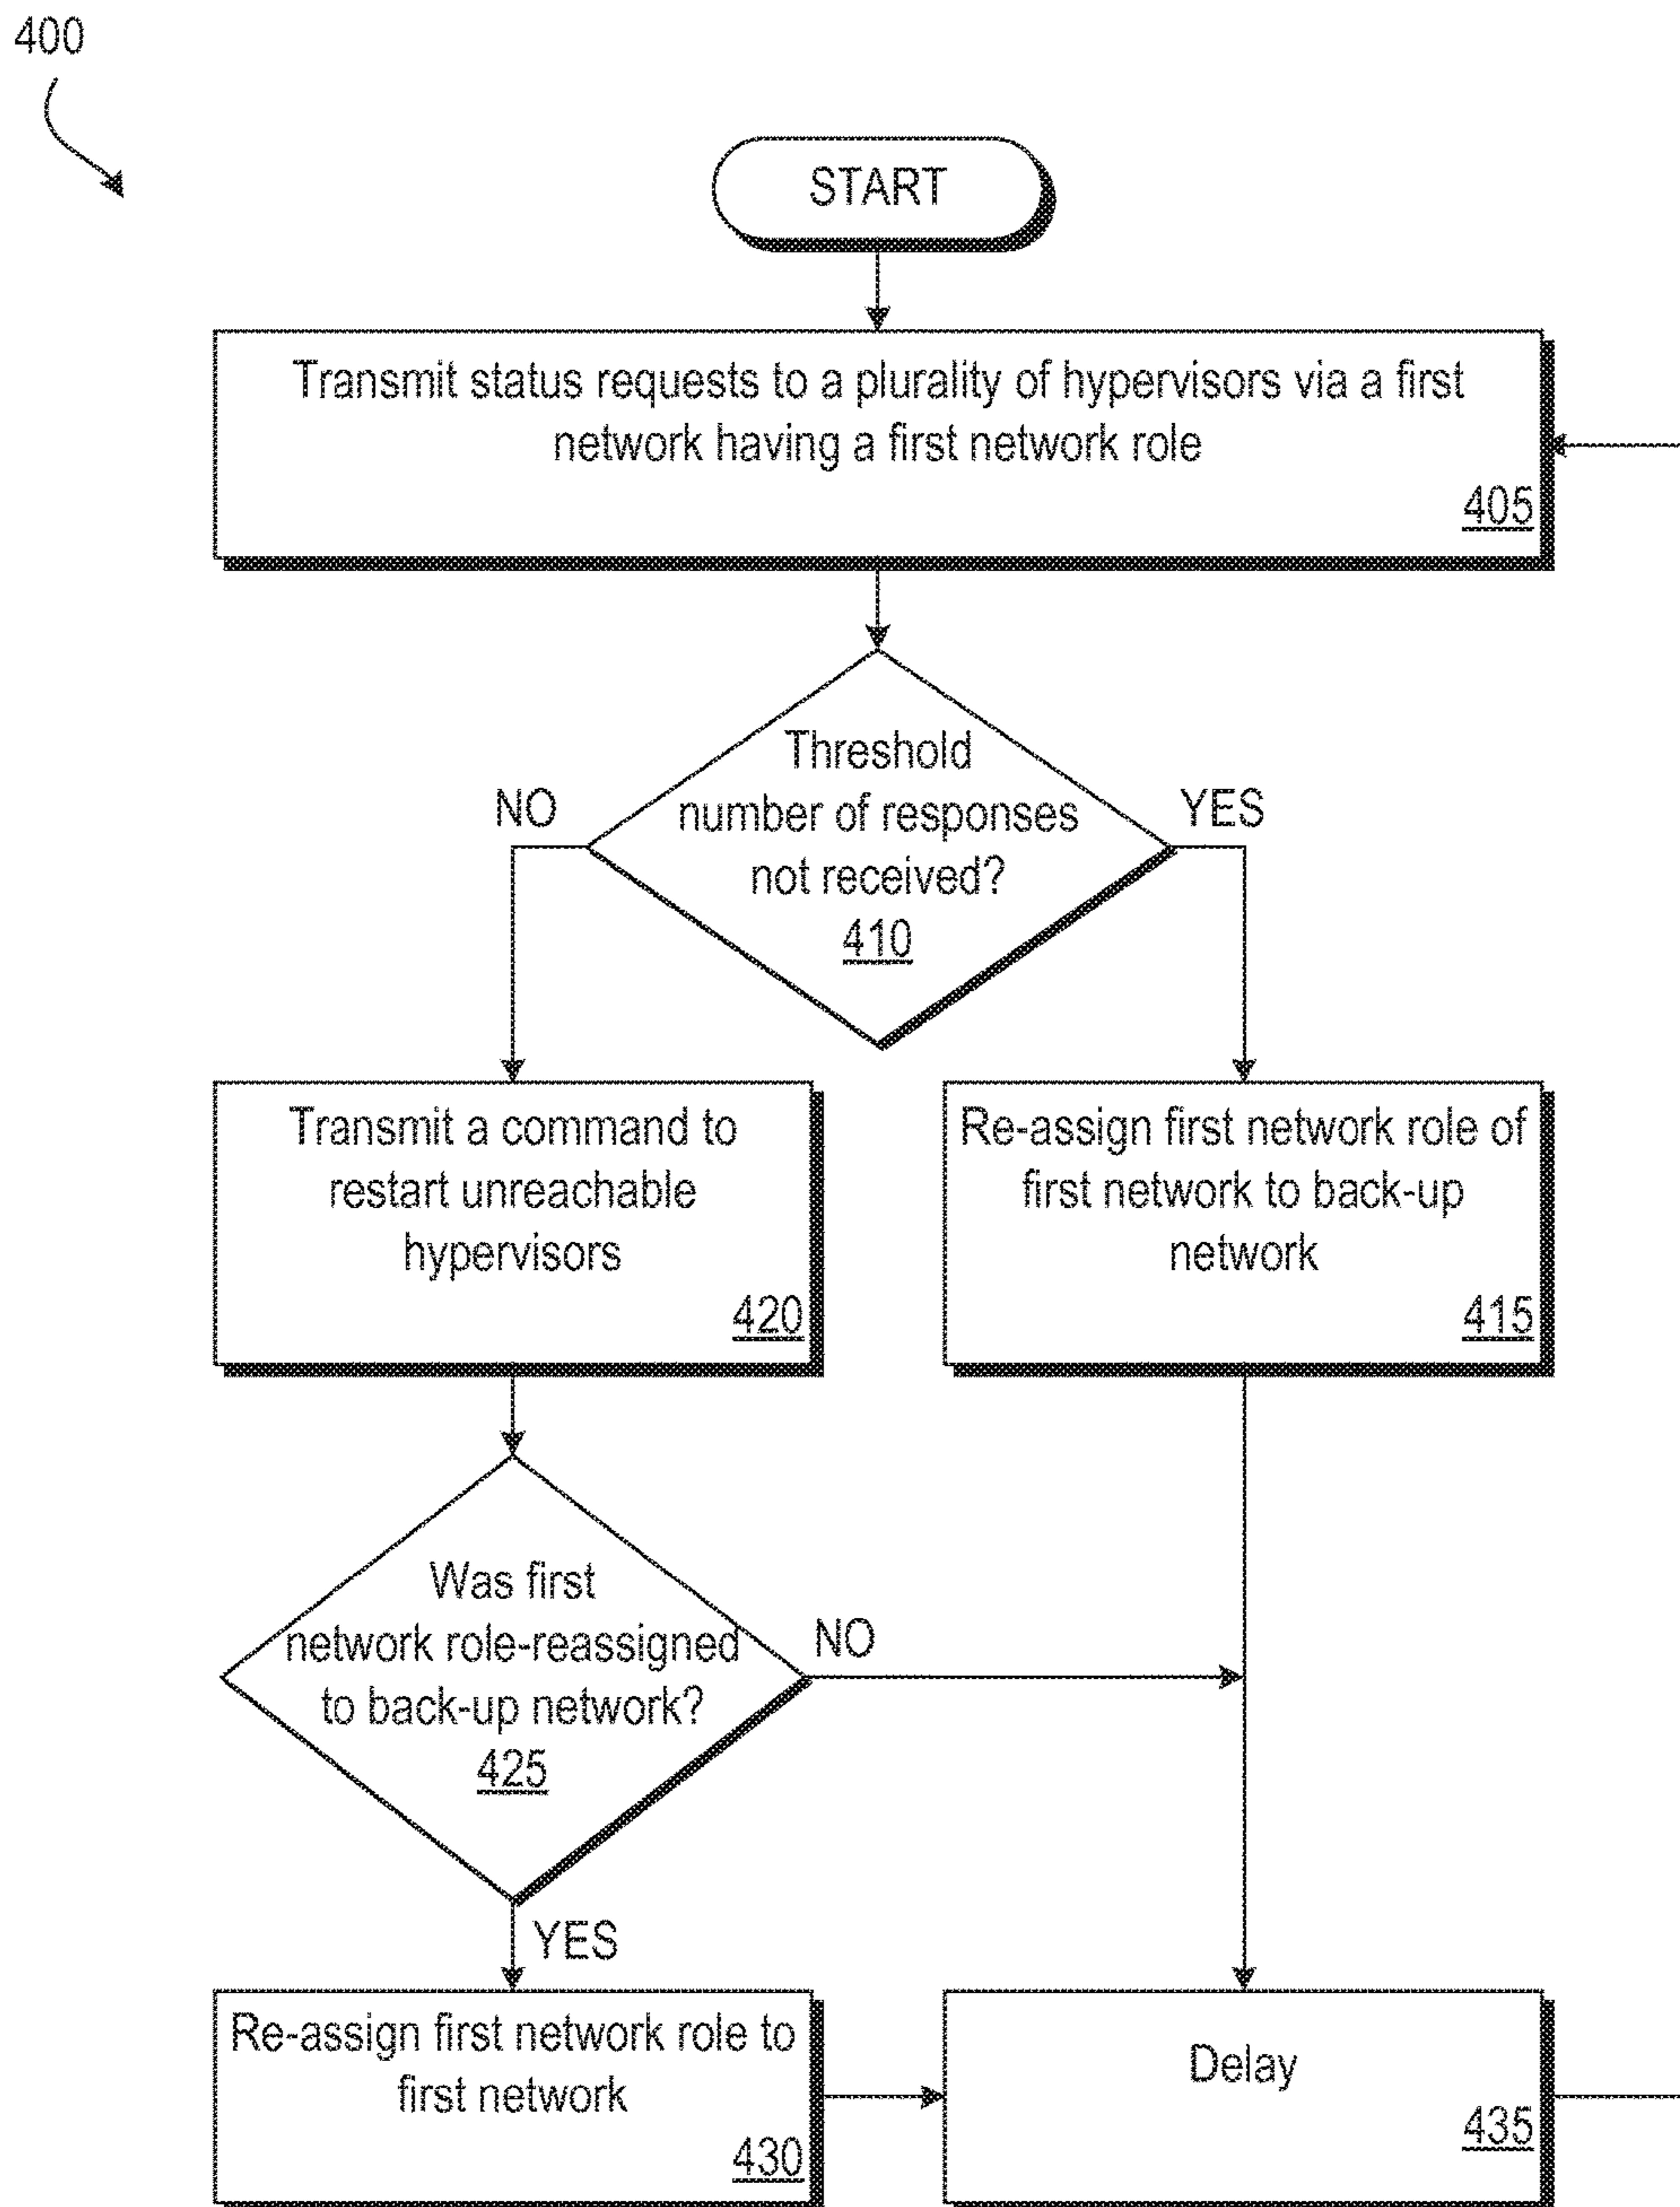 400
START
Transmit status requests to a plurality of hypervisors via a first
network having a first network role
405
Threshold
number of responses
not received?
410
NO
YES
Transmit a command to
restart unreachable
hypervisors
420
Re-assign first network role of
first network to back-up
network
415
Was first
network role-reassigned
to back-up network?
425
NO
YES
Re-assign first network role to
first network
430
Delay
435